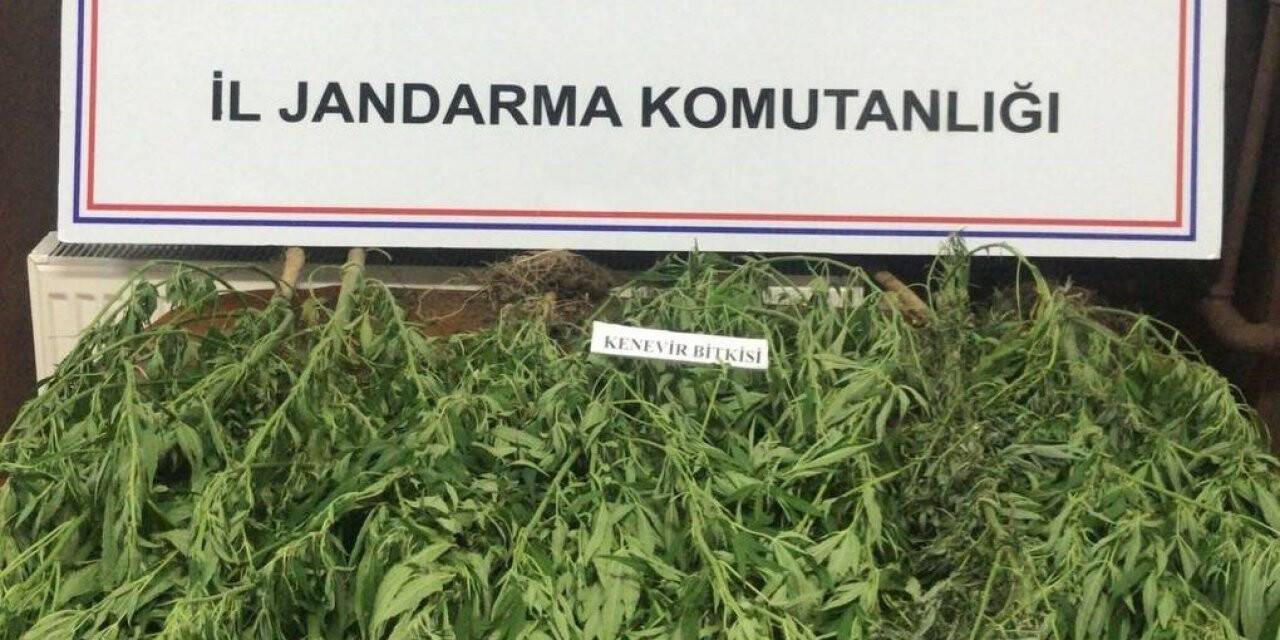 İL JANDARMA KOMUTANLIĞI
KENEVİR BİTKİSİ